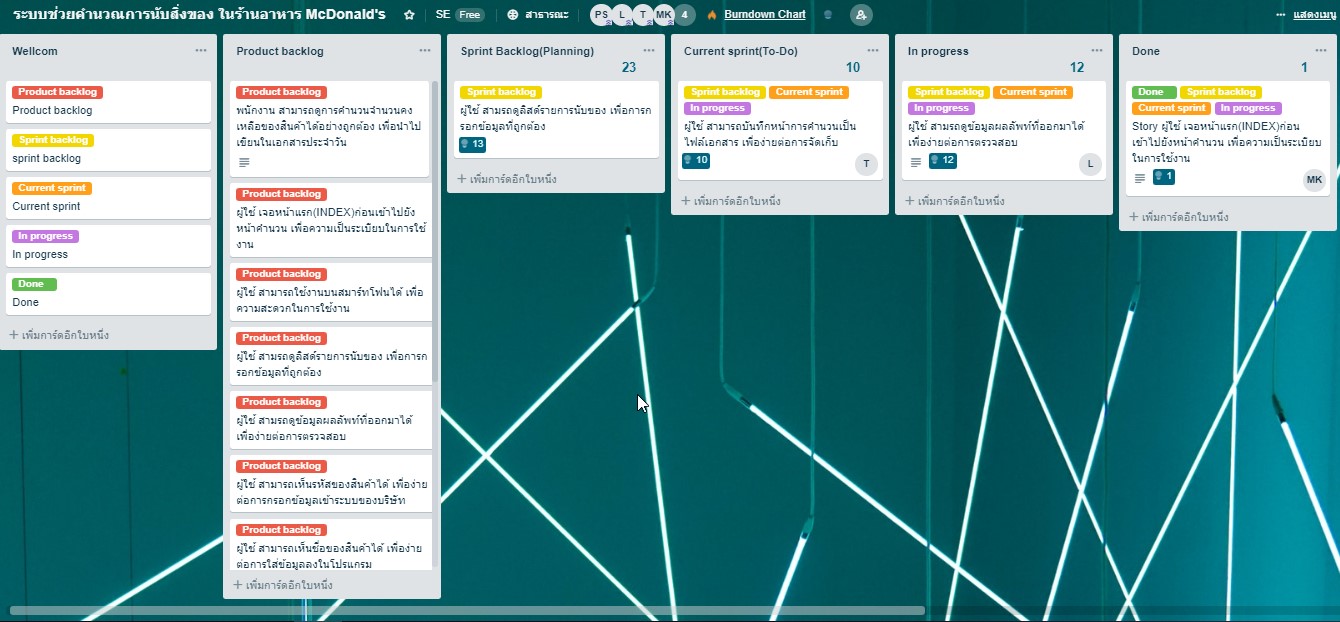 ระบบช่วยคำนวณการนับสิ่งของ ในร้านอาหาร McDonald's
SE Free
สาธารณะ
PS L T MK 4
Burndown Chart
แสดงเมนู
Wellcom
Product backlog
Product backlog
Sprint backlog
sprint backlog
Current sprint
Current sprint
In progress
In progress
Done
Done
+ เพิ่มการ์ดอีกใบหนึ่ง
Product backlog
Product backlog
พนักงาน สามารถดูการคำนวนจำนวนคง
เหลือของสินค้าได้อย่างถูกต้อง เพื่อนำไป
เขียนในเอกสารประจำวัน
Product backlog
ผู้ใช้ เจอหน้าแรก(INDEX)ก่อนเข้าไปยัง
หน้าคำนวน เพื่อความเป็นระเบียบในการใช้
งาน
Product backlog
ผู้ใช้ สามารถใช้งานบนสมาร์ทโฟนได้ เพื่อ
ความสะดวกในการใช้งาน
Product backlog
ผู้ใช้ สามรถดูลิสต์รายการนับของ เพื่อการก
รอกข้อมูลที่ถูกต้อง
Product backlog
ผู้ใช้ สามรถดูข้อมูลผลลัพท์ที่ออกมาได้
เพื่อง่ายต่อการตรวจสอบ
Product backlog
ผู้ใช้ สามารถเห็นรหัสของสินค้าได้ เพื่อง่าย
ต่อการกรอกข้อมูลเข้าระบบของบริษัท
Product backlog
ผู้ใช้ สามารถเห็นชื่อของสินค้าได้ เพื่อง่าย
ต่อการใส่ข้อมูลลงในโปรแกรม
+ เพิ่มการ์ดอีกใบหนึ่ง
Sprint Backlog(Planning)
23
Sprint backlog
ผู้ใช้ สามรถดูลิสต์รายการนับของ เพื่อการก
รอกข้อมูลที่ถูกต้อง
13
+ เพิ่มการ์ดอีกใบหนึ่ง
Current sprint(To-Do)
10
Sprint backlog Current sprint
In progress
ผู้ใช้ สามารถบันทึกหน้าการคำนวนเป็น
ไฟล์เอกสาร เพื่อง่ายต่อการจัดเก็บ
10
T
+ เพิ่มการ์ดอีกใบหนึ่ง
In progress
12
Sprint backlog Current sprint
In progress
ผู้ใช้ สามรถดูข้อมูลผลลัพท์ที่ออกมาได้
เพื่อง่ายต่อการตรวจสอบ
12
L
+ เพิ่มการ์ดอีกใบหนึ่ง
Done
1
Done Sprint backlog
Current sprint In progress
Story ผู้ใช้ เจอหน้าแรก(INDEX)ก่อน
เข้าไปยังหน้าคำนวน เพื่อความเป็นระเบียบ
ในการใช้งาน
1
MK
+ เพิ่มการ์ดอีกใบหนึ่ง